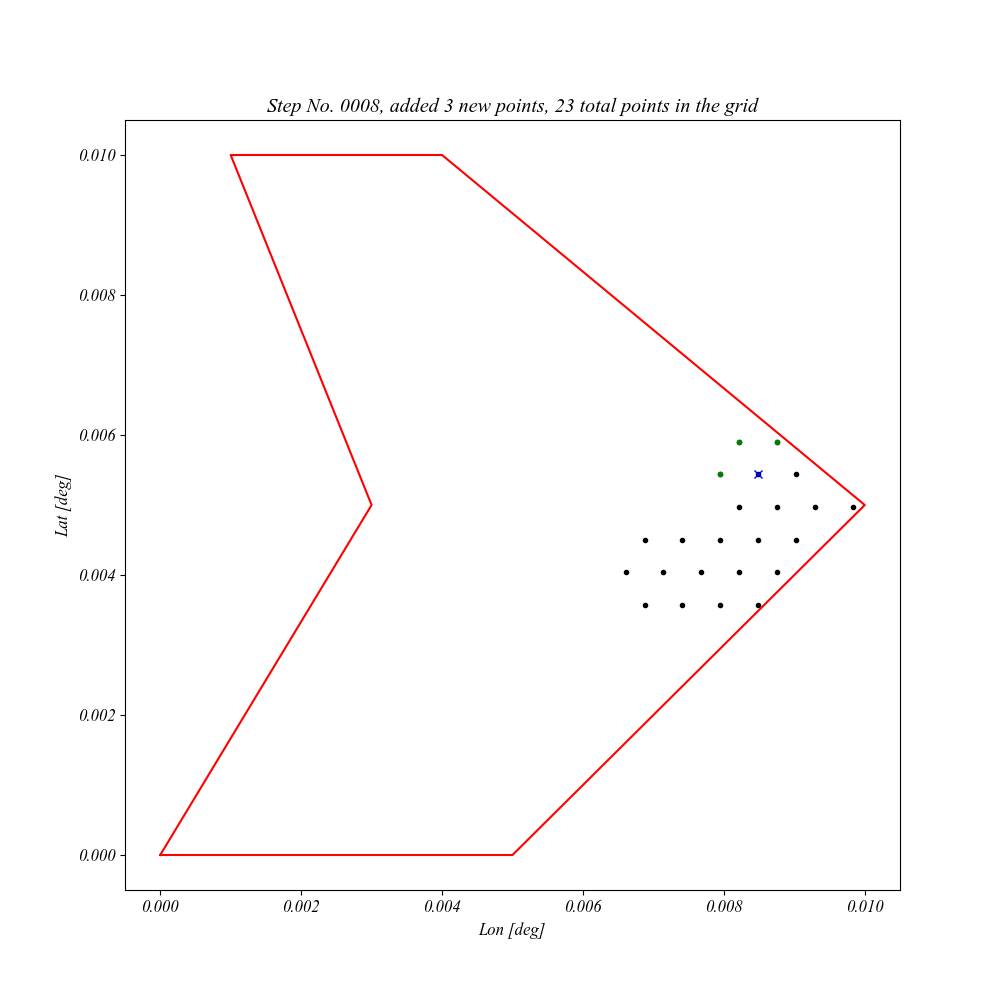 Step No. 0008, added 3 new points, 23 total points in the grid
0.010
0.008
0.006
0.004
0.002
0.000
Lat [deg]
0.000 0.002 0.004 0.006 0.008 0.010
Lon [deg]